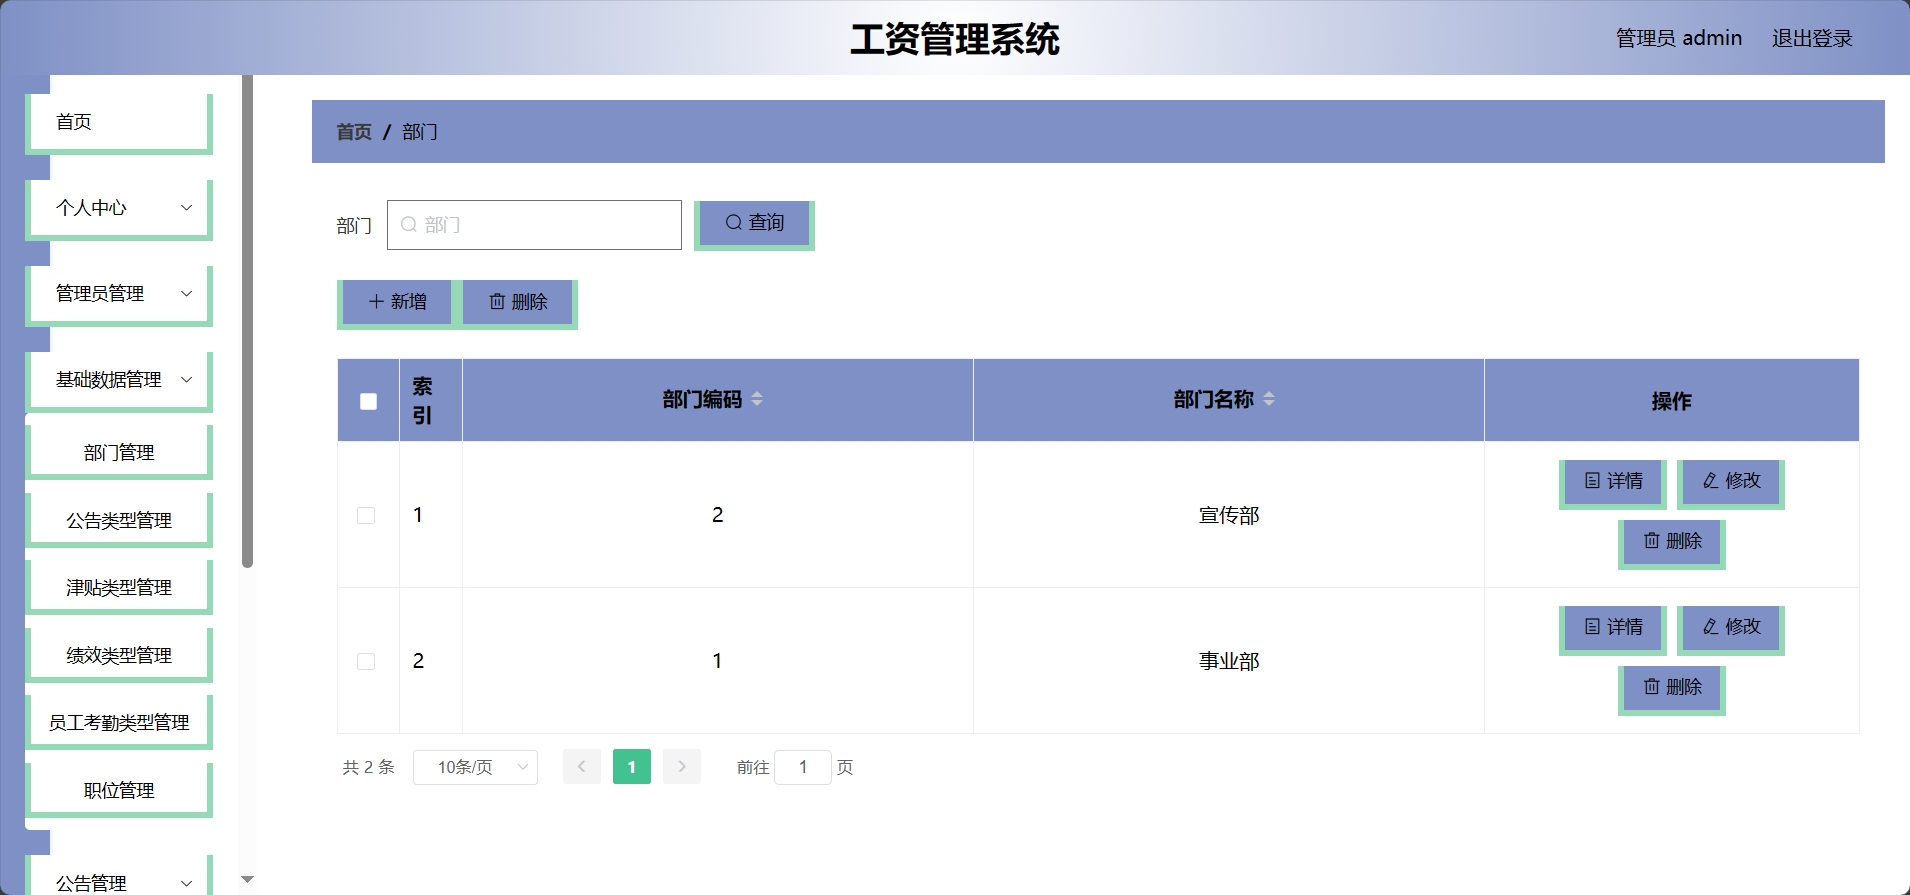 工资管理系统
管理员 admin 退出登录
首页
个人中心
管理员管理
基础数据管理
部门管理
公告类型管理
津贴类型管理
绩效类型管理
员工考勤类型管理
职位管理
公告管理
首页 / 部门
部门 部门 查询
新增 删除
索引 部门编码 部门名称 操作
1 2 宣传部 详情 修改
删除
2 1 事业部 详情 修改
删除
共 2 条 10条/页 1 前往 1 页